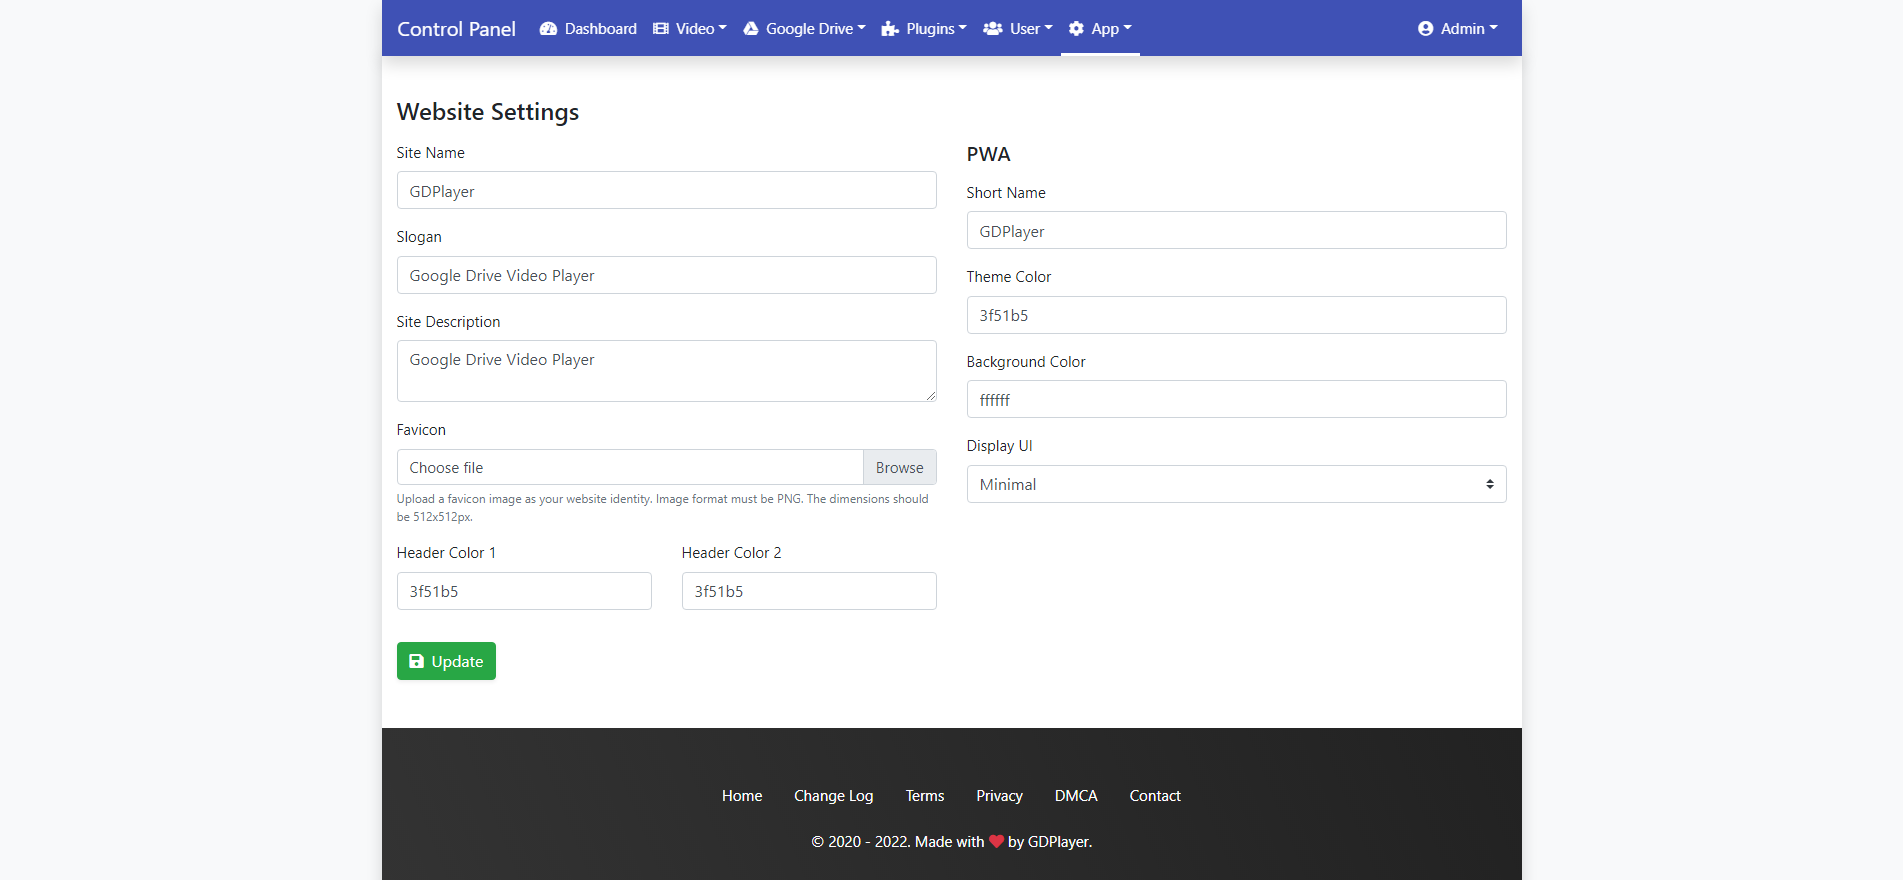 Control Panel Dashboard Video Google Drive Plugins User App Admin
Website Settings
Site Name
GDPlayer
Slogan
Google Drive Video Player
Site Description
Google Drive Video Player
Favicon
Choose file Browse
Upload a favicon image as your website identity. Image format must be PNG. The dimensions should
be 512x512px.
Header Color 1 Header Color 2
3f51b5 3f51b5
Update
PWA
Short Name
GDPlayer
Theme Color
3f51b5
Background Color
ffffff
Display UI
Minimal
Home Change Log Terms Privacy DMCA Contact
© 2020 - 2022. Made with ❤ by GDPlayer.